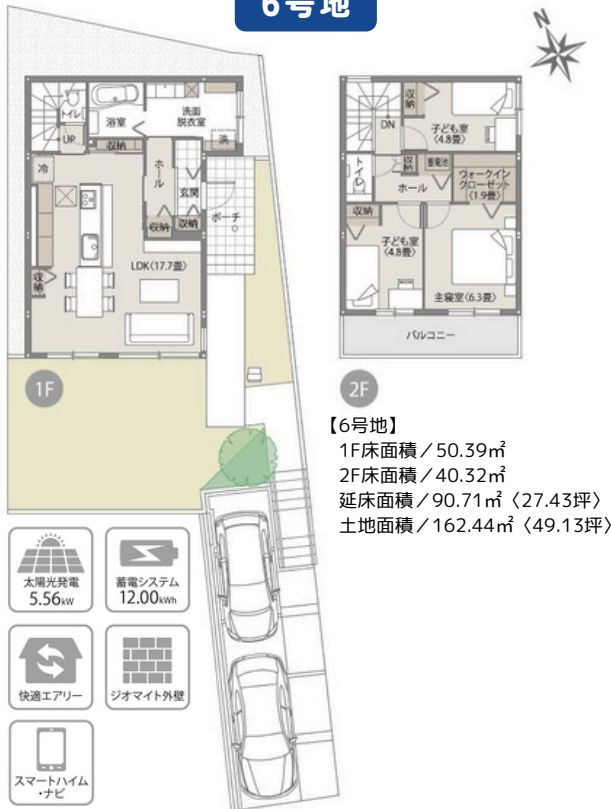 6号地
N
トイレ
浴室
洗面
脱衣室
UP
収納
洗
冷
ホール
玄関
ポーチ
収納
収納
LDK〈17.7畳〉
収納
1F
収納
DN
子ども室
〈4.8畳〉
トイレ
収納
蓄電池
ウォークイン
クローゼット
〈1.9畳〉
ホール
収納
子ども室
〈4.8畳〉
主寝室〈6.3畳〉
バルコニー
2F
【6号地】
1F床面積／50.39㎡
2F床面積／40.32㎡
延床面積／90.71㎡〈27.43坪〉
土地面積／162.44㎡〈49.13坪〉
太陽光発電
5.56kW
蓄電システム
12.00kWh
快適エアリー
ジオマイト外壁
スマートハイム
・ナビ